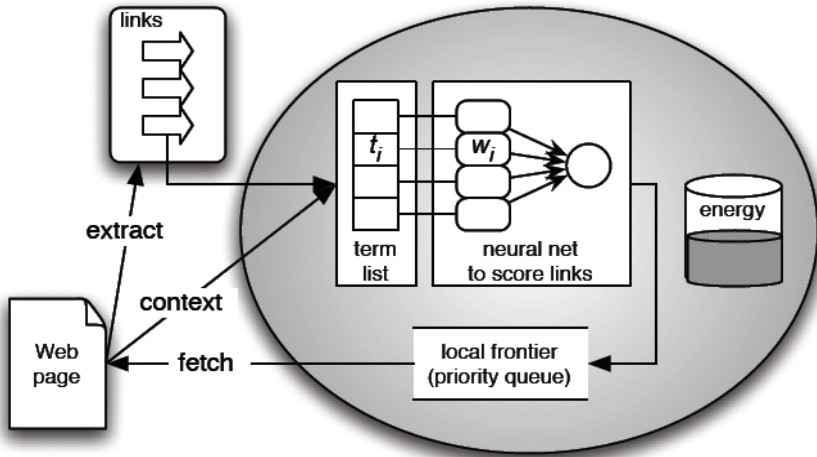 links
t_i
w_i
energy
extract
term
list
neural net
to score links
context
Web
page
fetch
local frontier
(priority queue)